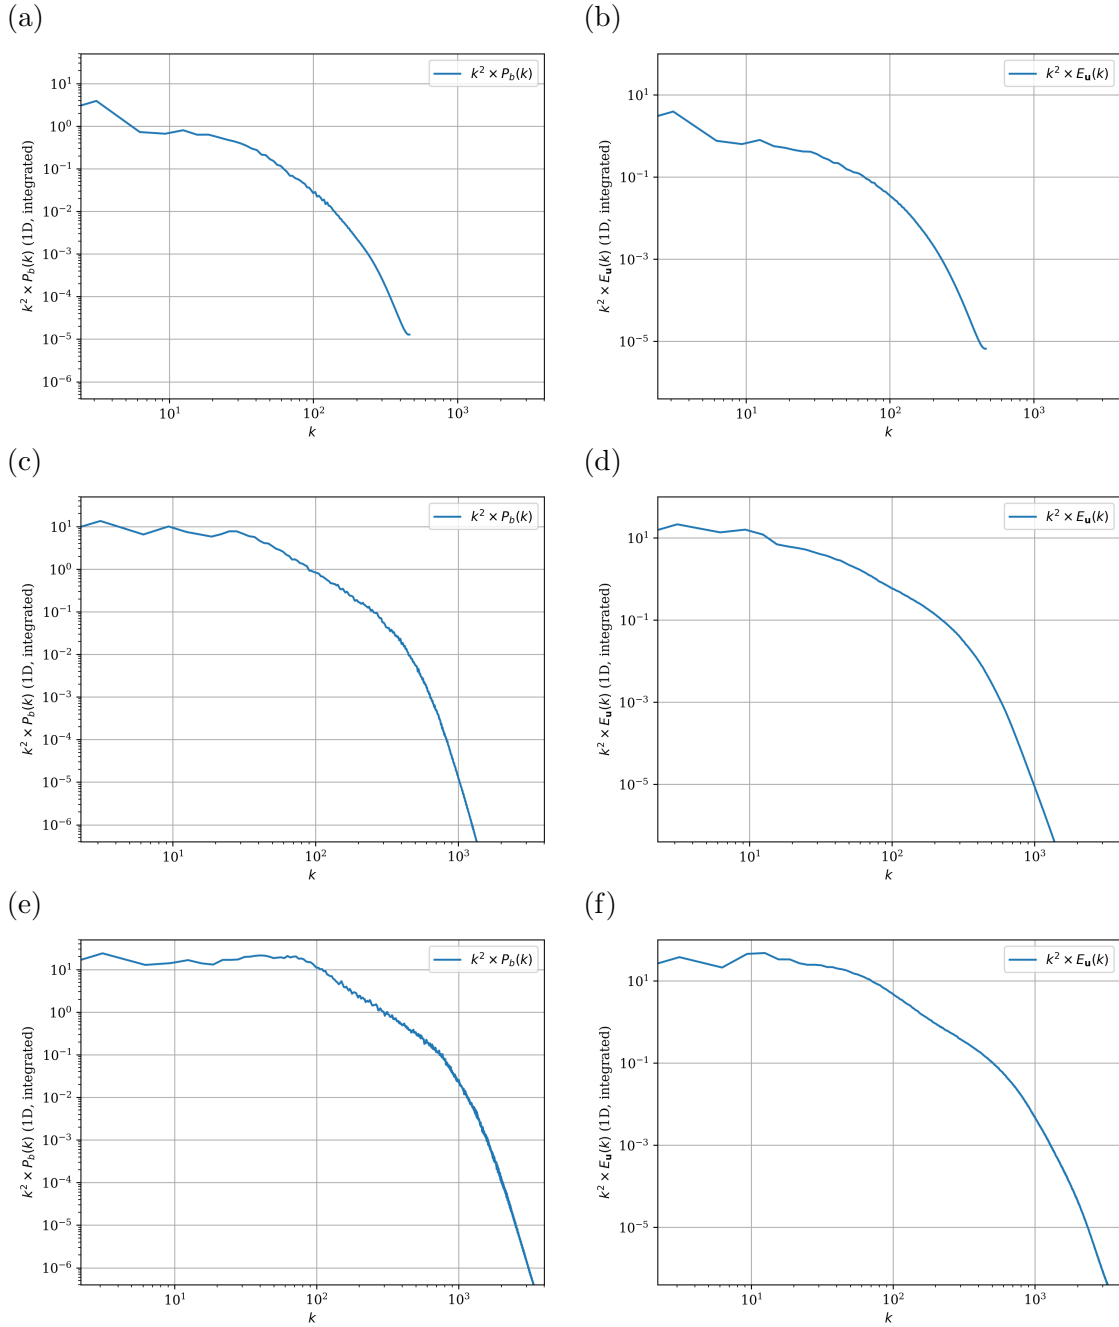 (a)
k² × P_b(k)
10¹
10⁰
10⁻¹
10⁻²
10⁻³
10⁻⁴
10⁻⁵
10⁻⁶
k² × P_b(k) (1D, integrated)
10¹ 10² 10³
k
(b)
k² × E_u(k)
10¹
10⁻¹
10⁻³
10⁻⁵
k² × E_u(k) (1D, integrated)
10¹ 10² 10³
k
(c)
k² × P_b(k)
10¹
10⁰
10⁻¹
10⁻²
10⁻³
10⁻⁴
10⁻⁵
10⁻⁶
k² × P_b(k) (1D, integrated)
10¹ 10² 10³
k
(d)
k² × E_u(k)
10¹
10⁻¹
10⁻³
10⁻⁵
k² × E_u(k) (1D, integrated)
10¹ 10² 10³
k
(e)
k² × P_b(k)
10¹
10⁰
10⁻¹
10⁻²
10⁻³
10⁻⁴
10⁻⁵
10⁻⁶
k² × P_b(k) (1D, integrated)
10¹ 10² 10³
k
(f)
k² × E_u(k)
10¹
10⁻¹
10⁻³
10⁻⁵
k² × E_u(k) (1D, integrated)
10¹ 10² 10³
k